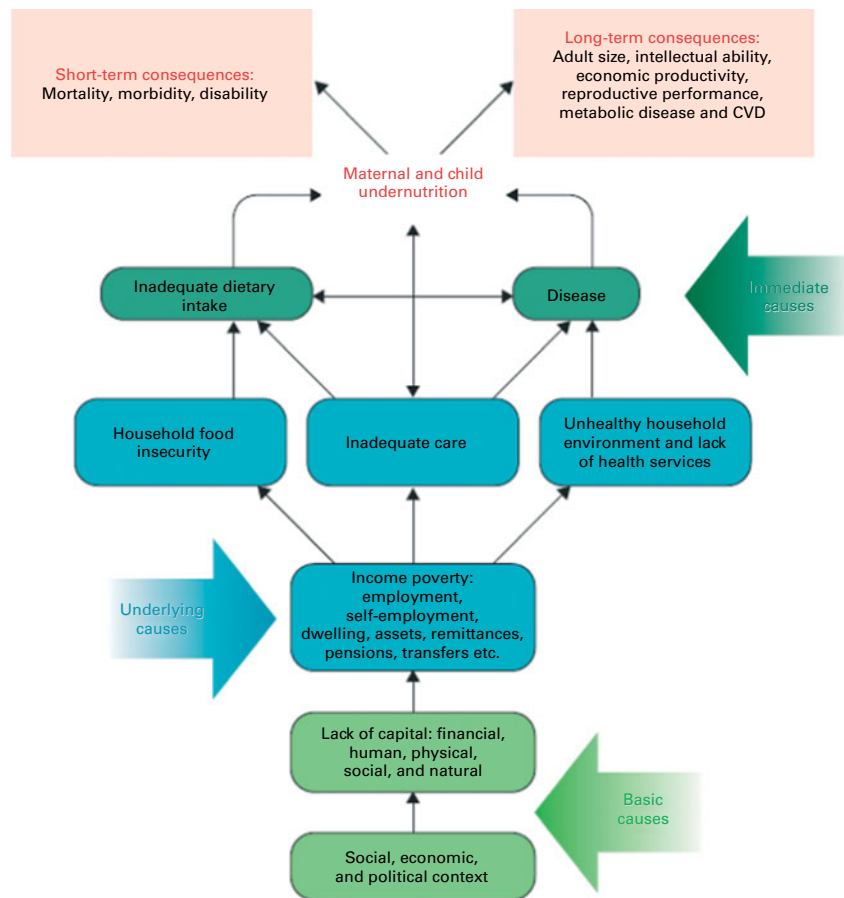 Short-term consequences:
Mortality, morbidity, disability
Long-term consequences:
Adult size, intellectual ability,
economic productivity,
reproductive performance,
metabolic disease and CVD
Maternal and child
undernutrition
Inadequate dietary
intake
Disease
Immediate
causes
Household food
insecurity
Inadequate care
Unhealthy household
environment and lack
of health services
Underlying
causes
Income poverty:
employment,
self-employment,
dwelling, assets, remittances,
pensions, transfers etc.
Lack of capital: financial,
human, physical,
social, and natural
Basic
causes
Social, economic,
and political context